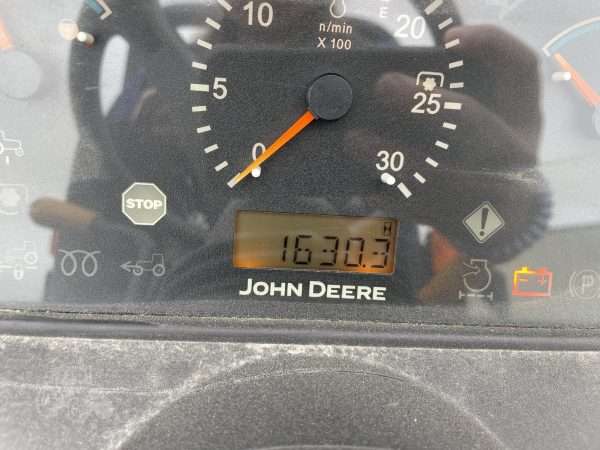 10
20
E
n/min
X 100
5
25
0
30
STOP
H
1630.3
JOHN DEERE
P